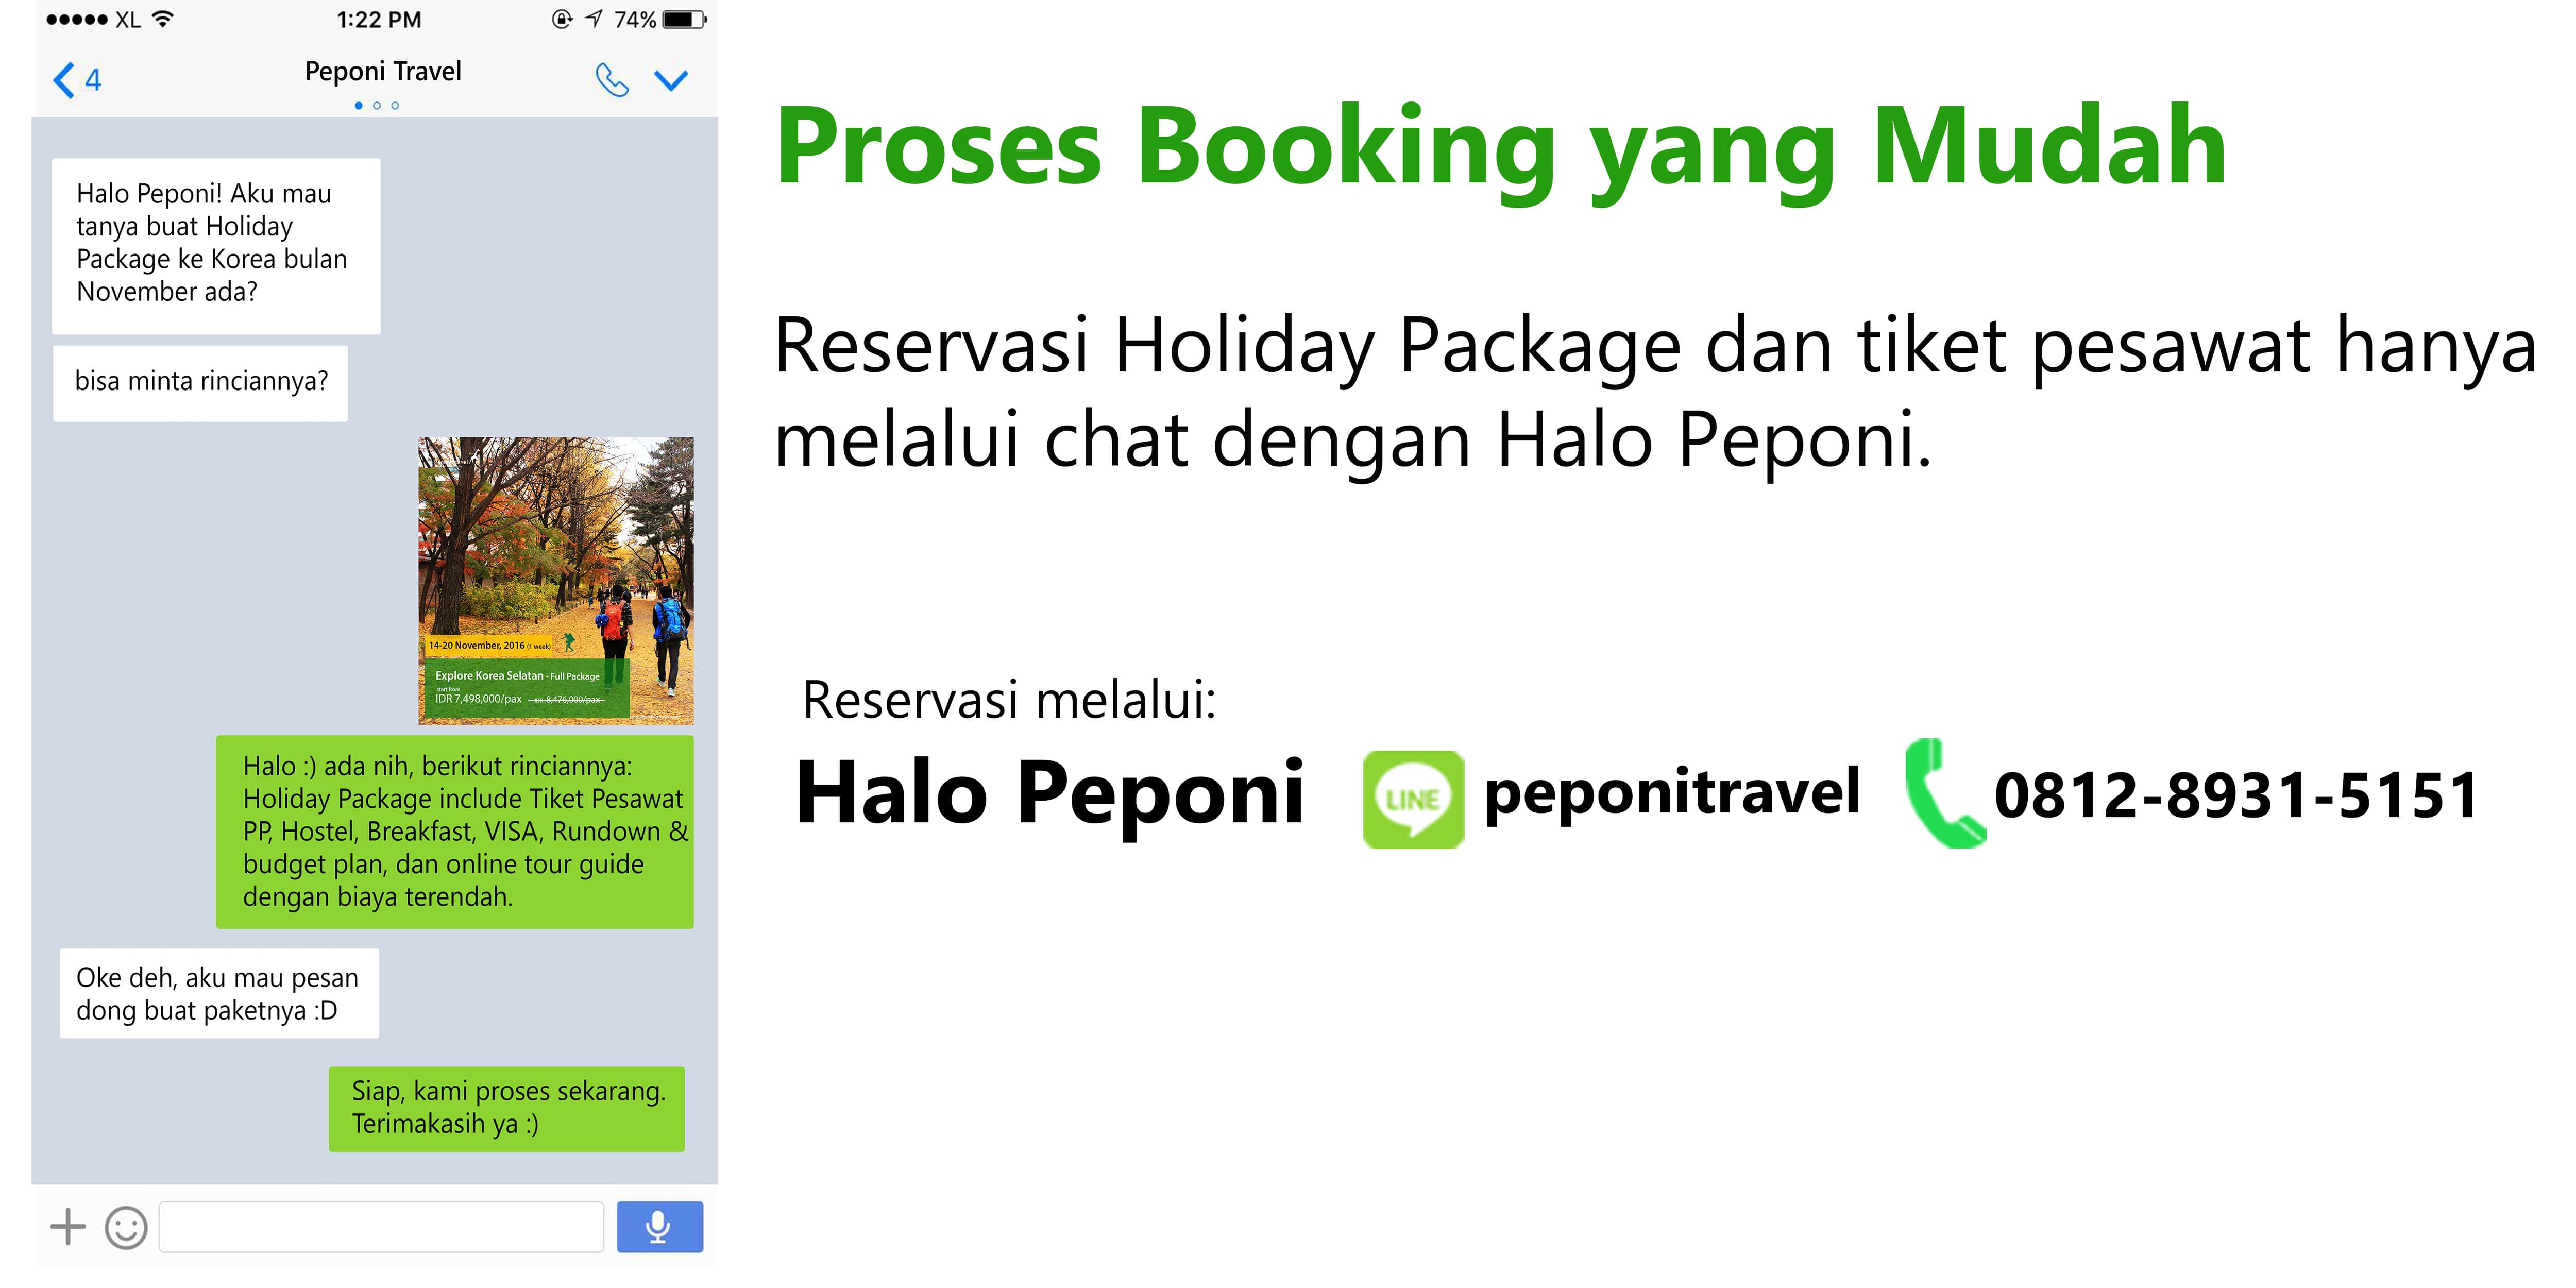 XL 1:22 PM 74%
4 Peponi Travel
Halo Peponi! Aku mau
tanya buat Holiday
Package ke Korea bulan
November ada?
bisa minta rinciannya?
14-20 November, 2016 (1 week)
Explore Korea Selatan - Full Package
start from
IDR 7,498,000/pax 8,476,000/pax
Halo :) ada nih, berikut rinciannya:
Holiday Package include Tiket Pesawat
PP, Hostel, Breakfast, VISA, Rundown &
budget plan, dan online tour guide
dengan biaya terendah.
Oke deh, aku mau pesan
dong buat paketnya :D
Siap, kami proses sekarang.
Terimakasih ya :)
Proses Booking yang Mudah
Reservasi Holiday Package dan tiket pesawat hanya
melalui chat dengan Halo Peponi.
Reservasi melalui:
Halo Peponi LINE peponitravel 0812-8931-5151